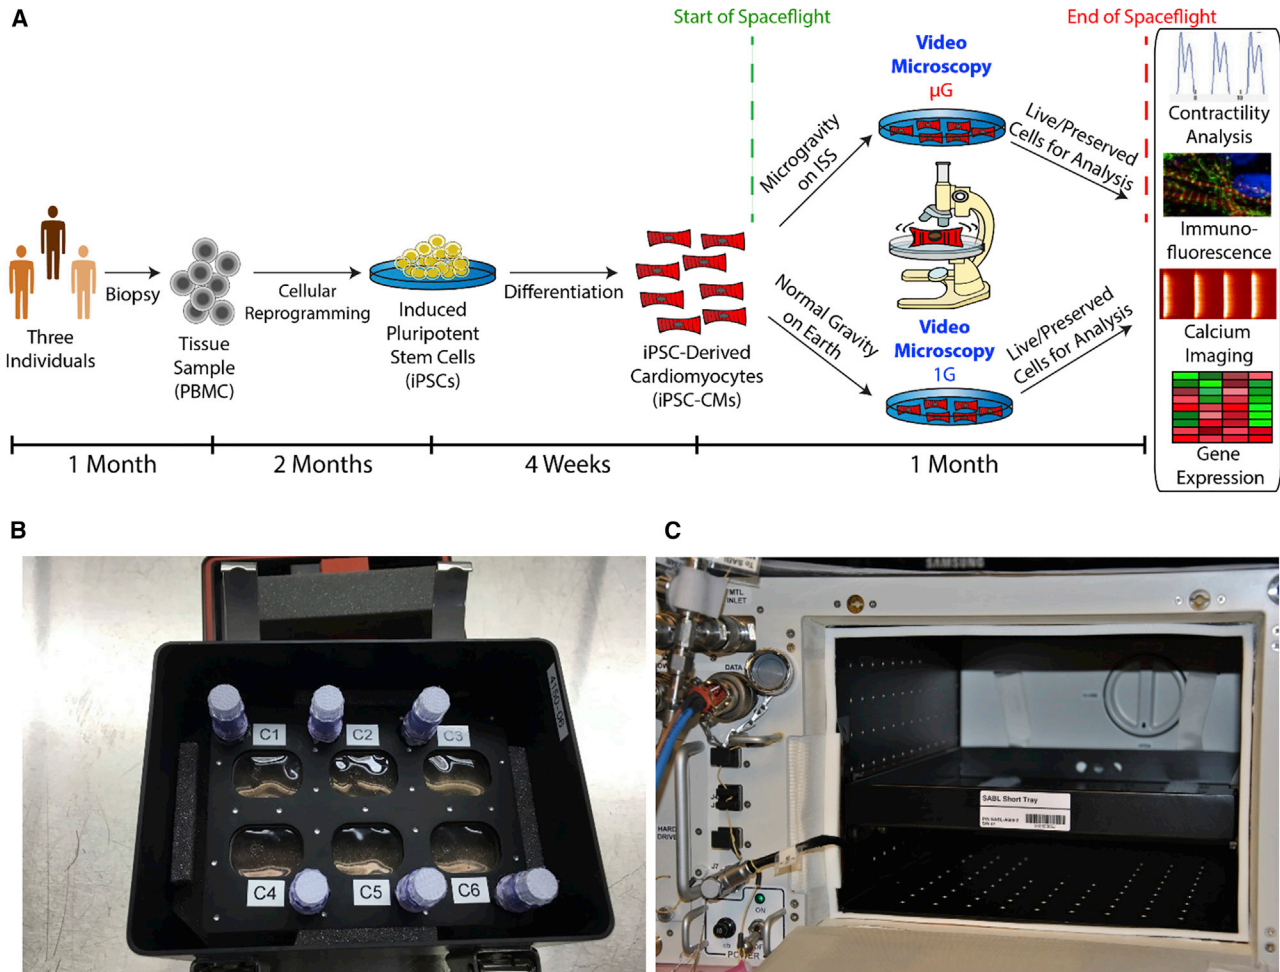 A
Start of Spaceflight
End of Spaceflight
Video
Microscopy
µG
Microgravity
on ISS
Live/Preserved
Cells for Analysis
Contractility
Analysis
Immuno-
fluorescence
Calcium
Imaging
Gene
Expression
Biopsy
Cellular
Reprogramming
Differentiation
Three
Individuals
Tissue
Sample
(PBMC)
Induced
Pluripotent
Stem Cells
(iPSCs)
iPSC-Derived
Cardiomyocytes
(iPSC-CMs)
Normal Gravity
on Earth
Video
Microscopy
1G
Live/Preserved
Cells for Analysis
1 Month
2 Months
4 Weeks
1 Month
B
C1
C2
C3
C4
C5
C6
C
SAMSUNG
INLET
DATA
SABL Short Tray
HARD
DRIVE
J7
ON
POWER